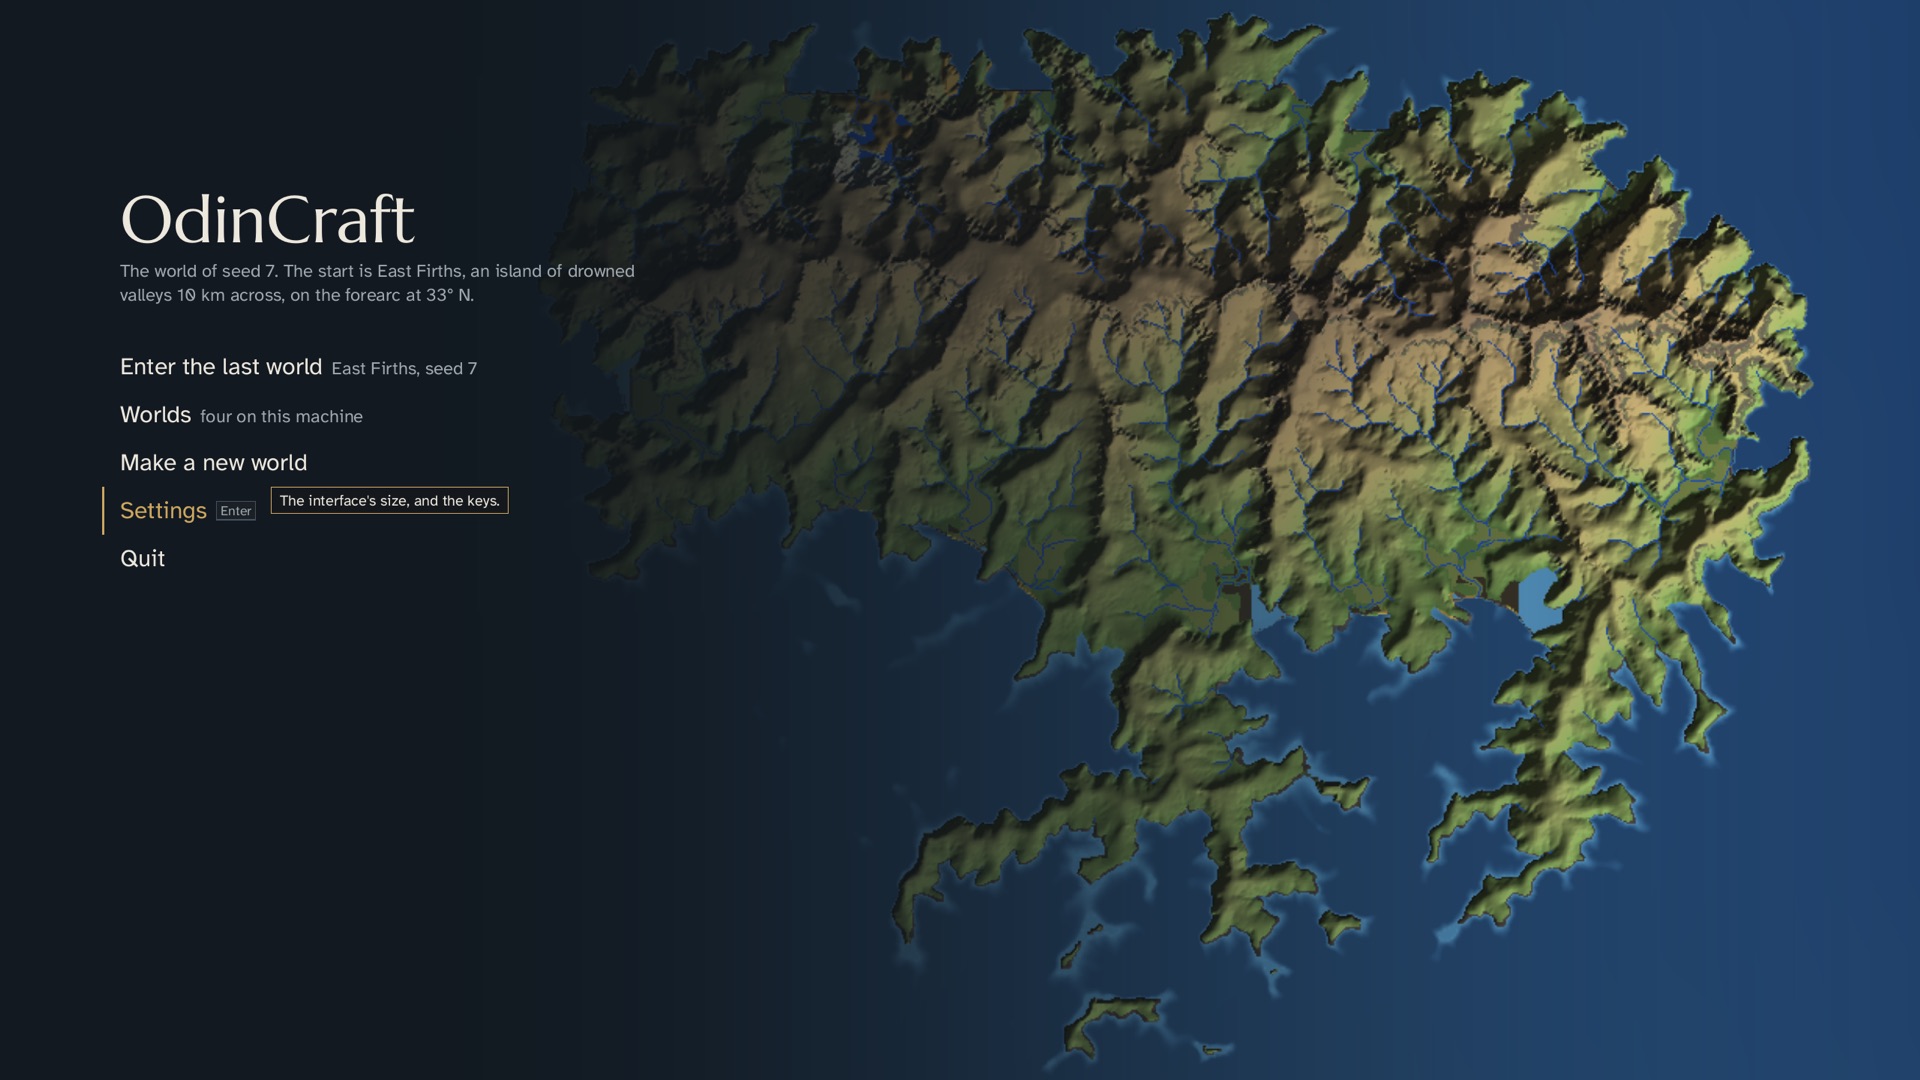 OdinCraft
The world of seed 7. The start is East Firths, an island of drowned
valleys 10 km across, on the forearc at 33° N.
Enter the last world East Firths, seed 7
Worlds four on this machine
Make a new world
Settings Enter The interface's size, and the keys.
Quit